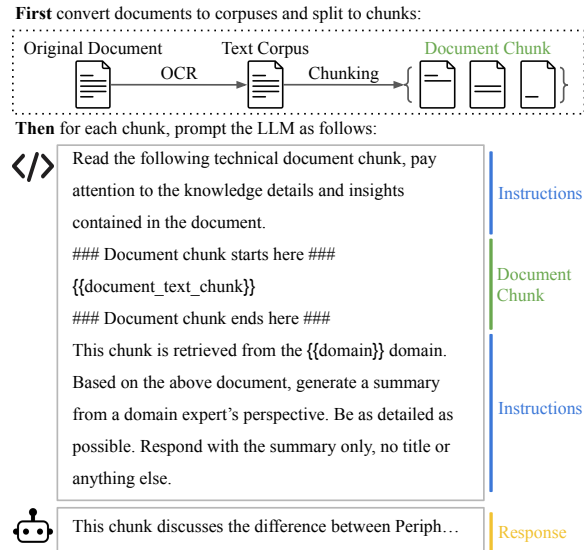 First convert documents to corpuses and split to chunks:
Original Document
Text Corpus
Document Chunk
OCR
Chunking
Then for each chunk, prompt the LLM as follows:
</>
Read the following technical document chunk, pay
attention to the knowledge details and insights
contained in the document.
Instructions
### Document chunk starts here ###
{{document_text_chunk}}
### Document chunk ends here ###
Document
Chunk
This chunk is retrieved from the {{domain}} domain.
Based on the above document, generate a summary
from a domain expert's perspective. Be as detailed as
possible. Respond with the summary only, no title or
anything else.
Instructions
This chunk discusses the difference between Periph…
Response